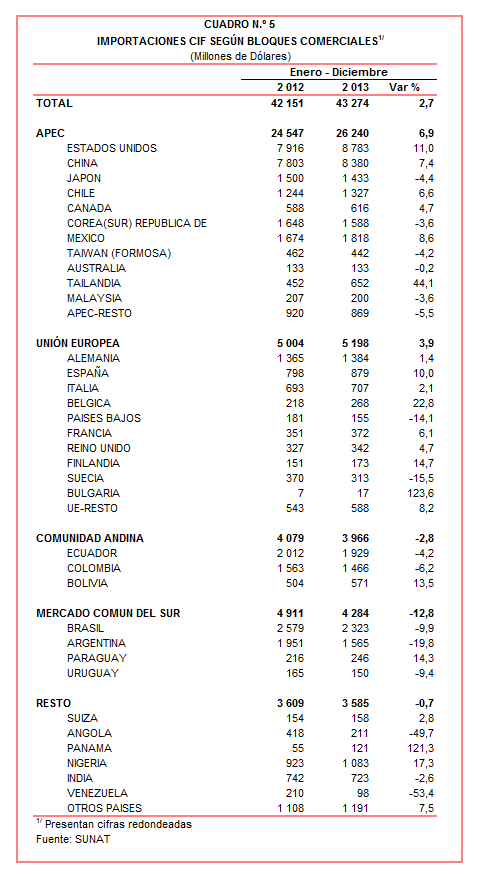 CUADRO N.º 5
IMPORTACIONES CIF SEGÚN BLOQUES COMERCIALES1/
(Millones de Dólares)
Enero - Diciembre
2 012 2 013 Var %
TOTAL 42 151 43 274 2,7
APEC 24 547 26 240 6,9
ESTADOS UNIDOS 7 916 8 783 11,0
CHINA 7 803 8 380 7,4
JAPON 1 500 1 433 -4,4
CHILE 1 244 1 327 6,6
CANADA 588 616 4,7
COREA(SUR) REPUBLICA DE 1 648 1 588 -3,6
MEXICO 1 674 1 818 8,6
TAIWAN (FORMOSA) 462 442 -4,2
AUSTRALIA 133 133 -0,2
TAILANDIA 452 652 44,1
MALAYSIA 207 200 -3,6
APEC-RESTO 920 869 -5,5
UNIÓN EUROPEA 5 004 5 198 3,9
ALEMANIA 1 365 1 384 1,4
ESPAÑA 798 879 10,0
ITALIA 693 707 2,1
BELGICA 218 268 22,8
PAISES BAJOS 181 155 -14,1
FRANCIA 351 372 6,1
REINO UNIDO 327 342 4,7
FINLANDIA 151 173 14,7
SUECIA 370 313 -15,5
BULGARIA 7 17 123,6
UE-RESTO 543 588 8,2
COMUNIDAD ANDINA 4 079 3 966 -2,8
ECUADOR 2 012 1 929 -4,2
COLOMBIA 1 563 1 466 -6,2
BOLIVIA 504 571 13,5
MERCADO COMUN DEL SUR 4 911 4 284 -12,8
BRASIL 2 579 2 323 -9,9
ARGENTINA 1 951 1 565 -19,8
PARAGUAY 216 246 14,3
URUGUAY 165 150 -9,4
RESTO 3 609 3 585 -0,7
SUIZA 154 158 2,8
ANGOLA 418 211 -49,7
PANAMA 55 121 121,3
NIGERIA 923 1 083 17,3
INDIA 742 723 -2,6
VENEZUELA 210 98 -53,4
OTROS PAISES 1 108 1 191 7,5
1/ Presentan cifras redondeadas
Fuente: SUNAT